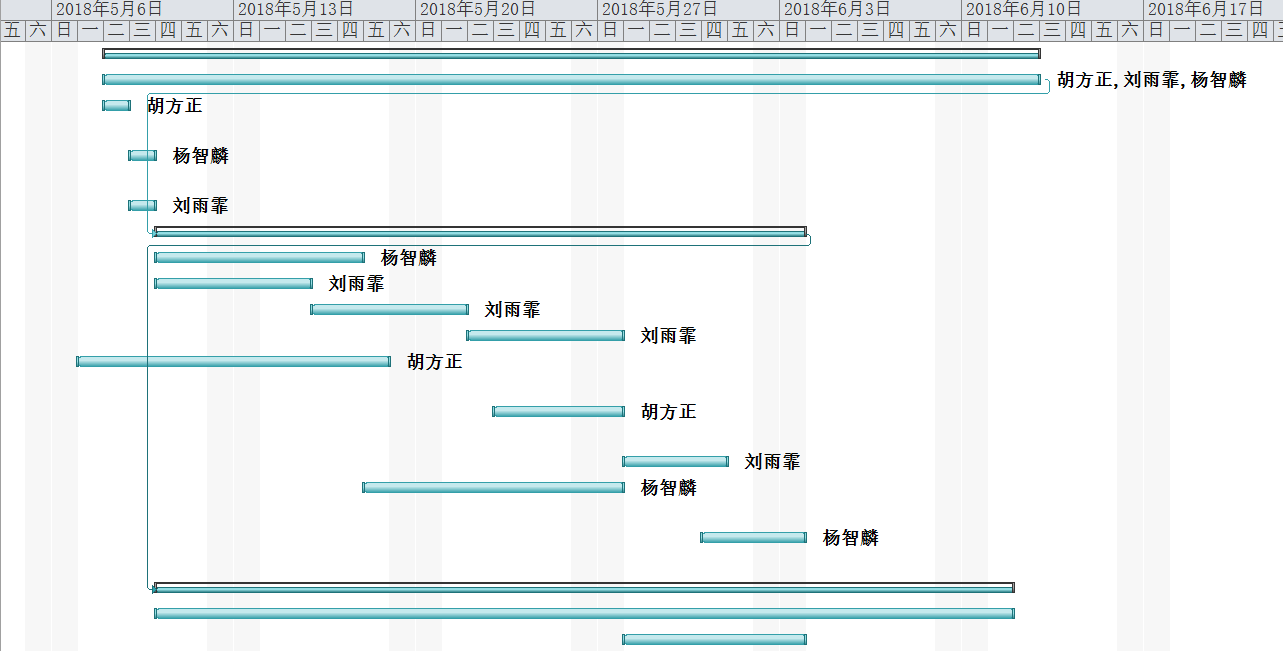 2018年5月6日 2018年5月13日 2018年5月20日 2018年5月27日 2018年6月3日 2018年6月10日 2018年6月17日
五 六 日 一 二 三 四 五 六 日 一 二 三 四 五 六 日 一 二 三 四 五 六 日 一 二 三 四 五 六 日 一 二 三 四 五 六 日 一 二 三 四 五 六 日 一 二 三 四
胡方正, 刘雨霏, 杨智麟
胡方正
杨智麟
刘雨霏
杨智麟
刘雨霏
刘雨霏
刘雨霏
胡方正
胡方正
刘雨霏
杨智麟
杨智麟